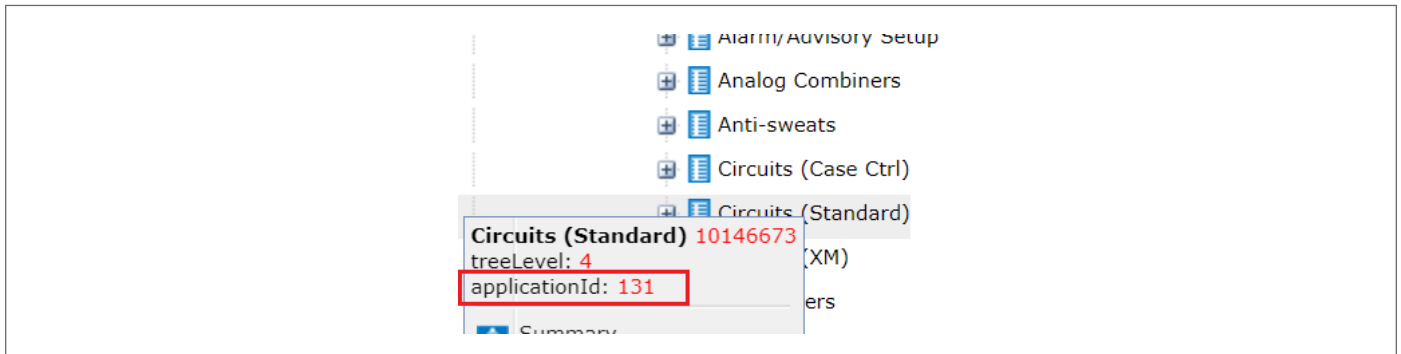 Alarm/Advisory Setup
Analog Combiners
Anti-sweats
Circuits (Case Ctrl)
Circuits (Standard)
Circuits (Standard) 10146673
treeLevel: 4
(XM)
applicationId: 131
ers
Summary